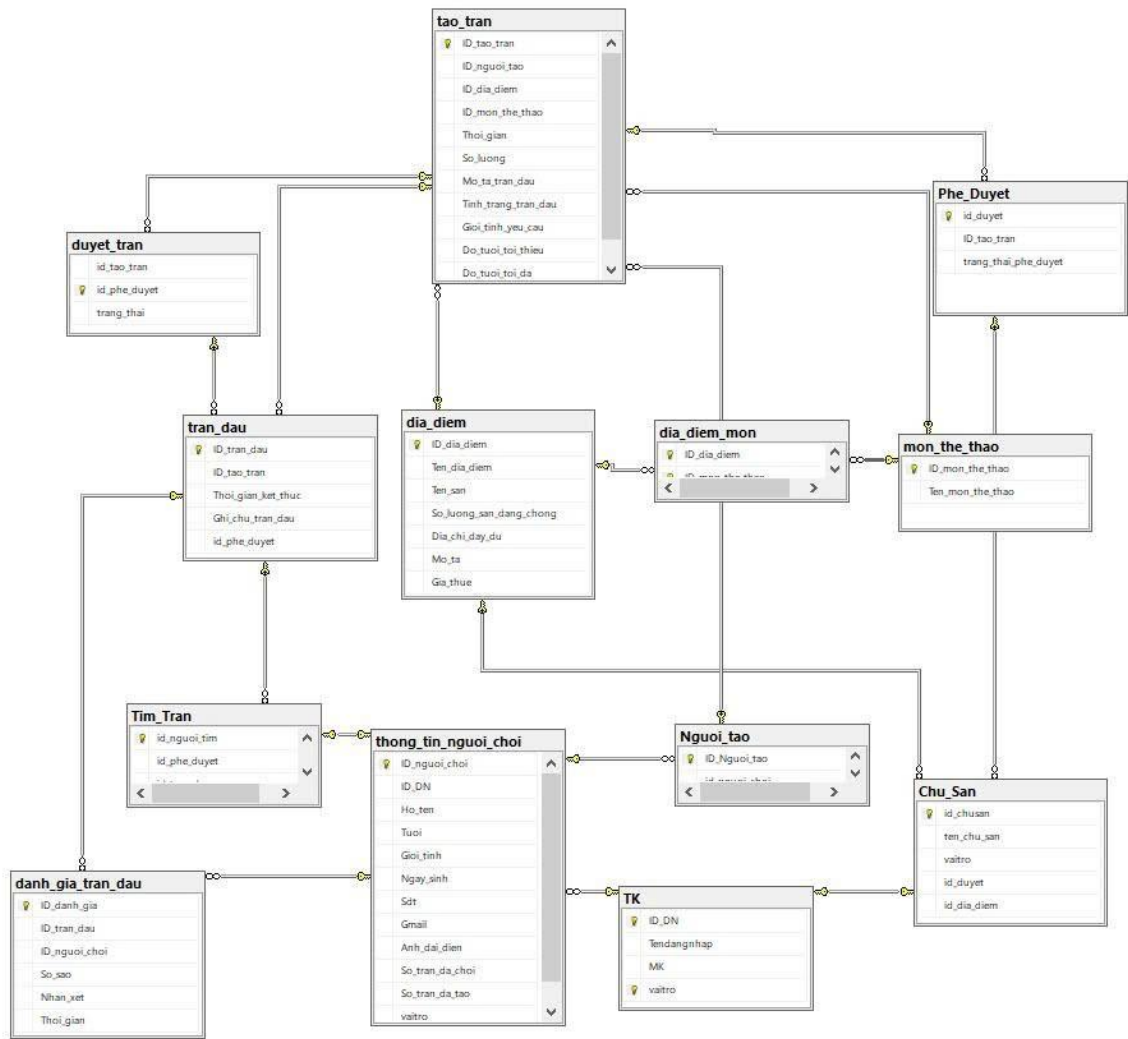 tao_tran
ID_tao_tran
ID_nguoi_tao
ID_dia_diem
ID_mon_the_thao
Thoi_gian
So_luong
Mo_ta_tran_dau
Tinh_trang_tran_dau
Gioi_tinh_yeu_cau
Do_tuoi_toi_thieu
Do_tuoi_toi_da
Phe_Duyet
id_duyet
ID_tao_tran
trang_thai_phe_duyet
duyet_tran
id_tao_tran
id_phe_duyet
trang_thai
tran_dau
ID_tran_dau
ID_tao_tran
Thoi_gian_ket_thuc
Ghi_chu_tran_dau
id_phe_duyet
dia_diem
ID_dia_diem
Ten_dia_diem
Ten_san
So_luong_san_dang_chong
Dia_chi_day_du
Mo_ta
Gia_thue
dia_diem_mon
ID_dia_diem
ID_mon_the_thao
mon_the_thao
ID_mon_the_thao
Ten_mon_the_thao
Tim_Tran
id_nguoi_tim
id_phe_duyet
thong_tin_nguoi_choi
ID_nguoi_choi
ID_DN
Ho_ten
Tuoi
Gioi_tinh
Ngay_sinh
Sdt
Gmail
Anh_dai_dien
So_tran_da_choi
So_tran_da_tao
vaitro
Nguoi_tao
ID_Nguoi_tao
id_nguoi_choi
Chu_San
id_chusan
ten_chu_san
vaitro
id_duyet
id_dia_diem
danh_gia_tran_dau
ID_danh_gia
ID_tran_dau
ID_nguoi_choi
So_sao
Nhan_xet
Thoi_gian
TK
ID_DN
Tendangnhap
MK
vaitro